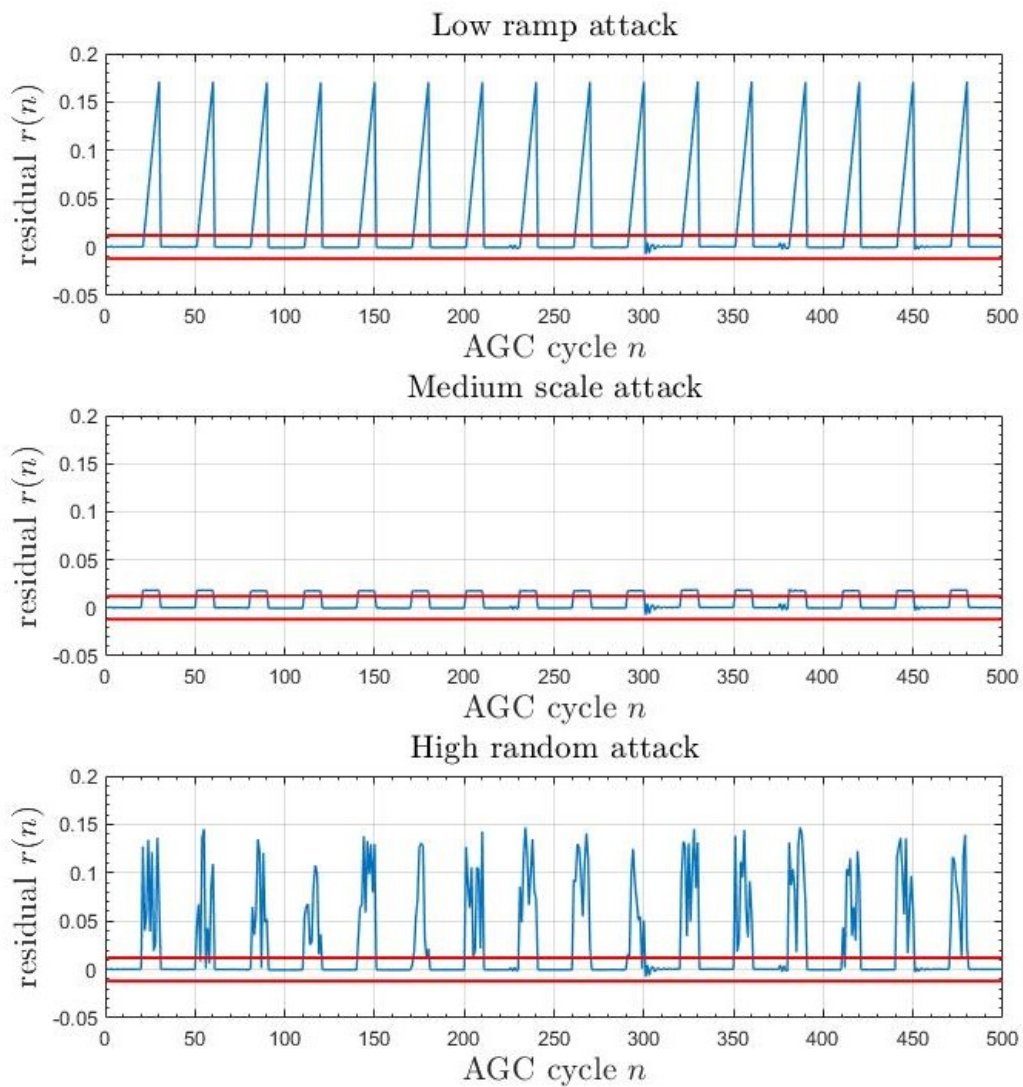 Low ramp attack
0.2
0.15
0.1
0.05
0
-0.05
residual r(n)
0 50 100 150 200 250 300 350 400 450 500
AGC cycle n
Medium scale attack
0.2
0.15
0.1
0.05
0
-0.05
residual r(n)
0 50 100 150 200 250 300 350 400 450 500
AGC cycle n
High random attack
0.2
0.15
0.1
0.05
0
-0.05
residual r(n)
0 50 100 150 200 250 300 350 400 450 500
AGC cycle n